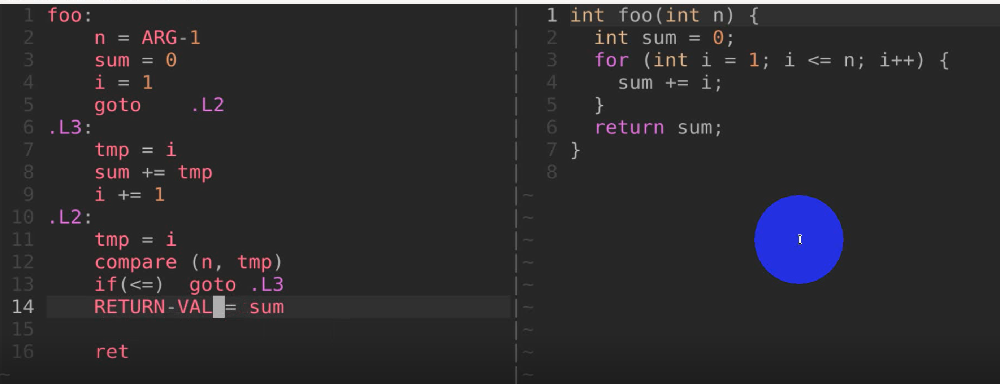 1 foo:
2     n = ARG-1
3     sum = 0
4     i = 1
5     goto    .L2
6 .L3:
7     tmp = i
8     sum += tmp
9     i += 1
10 .L2:
11     tmp = i
12     compare (n, tmp)
13     if(<=)  goto .L3
14     RETURN-VAL = sum
15
16     ret
~
1 int foo(int n) {
2   int sum = 0;
3   for (int i = 1; i <= n; i++) {
4     sum += i;
5   }
6   return sum;
7 }
8
~
~
~
~
~
~
~
~
~